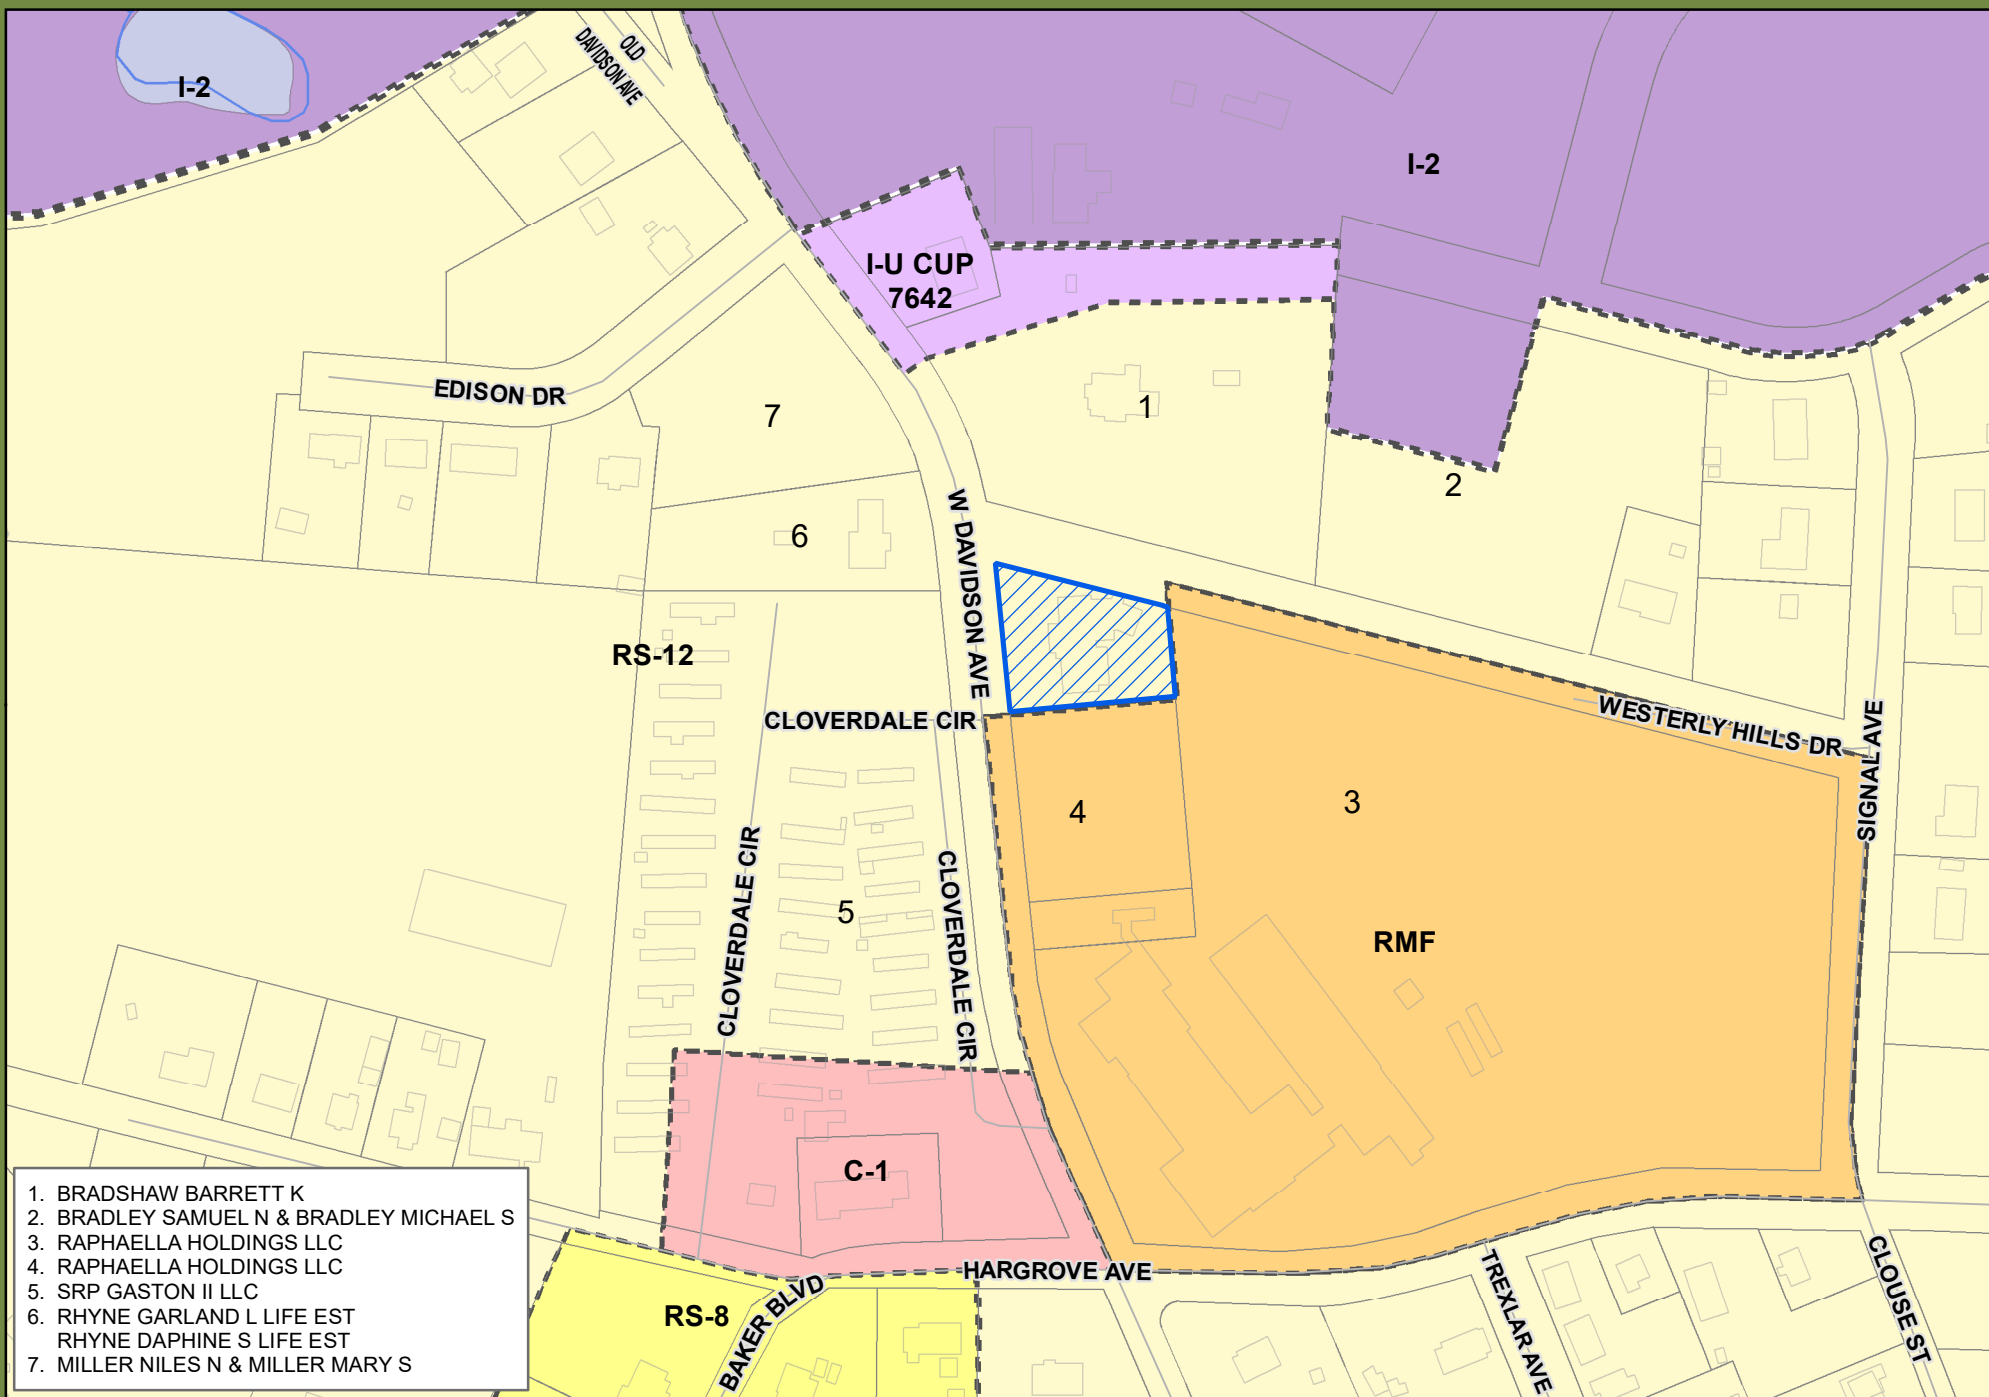 OLD
DAVIDSON AVE
I-2
I-2
I-U CUP
7642
EDISON DR
7
1
2
6
W DAVIDSON AVE
RS-12
CLOVERDALE CIR
WESTERLY HILLS DR
SIGNAL AVE
4
3
CLOVERDALE CIR
CLOVERDALE CIR
5
RMF
C-1
HARGROVE AVE
RS-8
BAKER BLVD
TREXLAR AVE
CLOUSE ST
1. BRADSHAW BARRETT K
2. BRADLEY SAMUEL N & BRADLEY MICHAEL S
3. RAPHAELLA HOLDINGS LLC
4. RAPHAELLA HOLDINGS LLC
5. SRP GASTON II LLC
6. RHYNE GARLAND L LIFE EST
RHYNE DAPHINE S LIFE EST
7. MILLER NILES N & MILLER MARY S